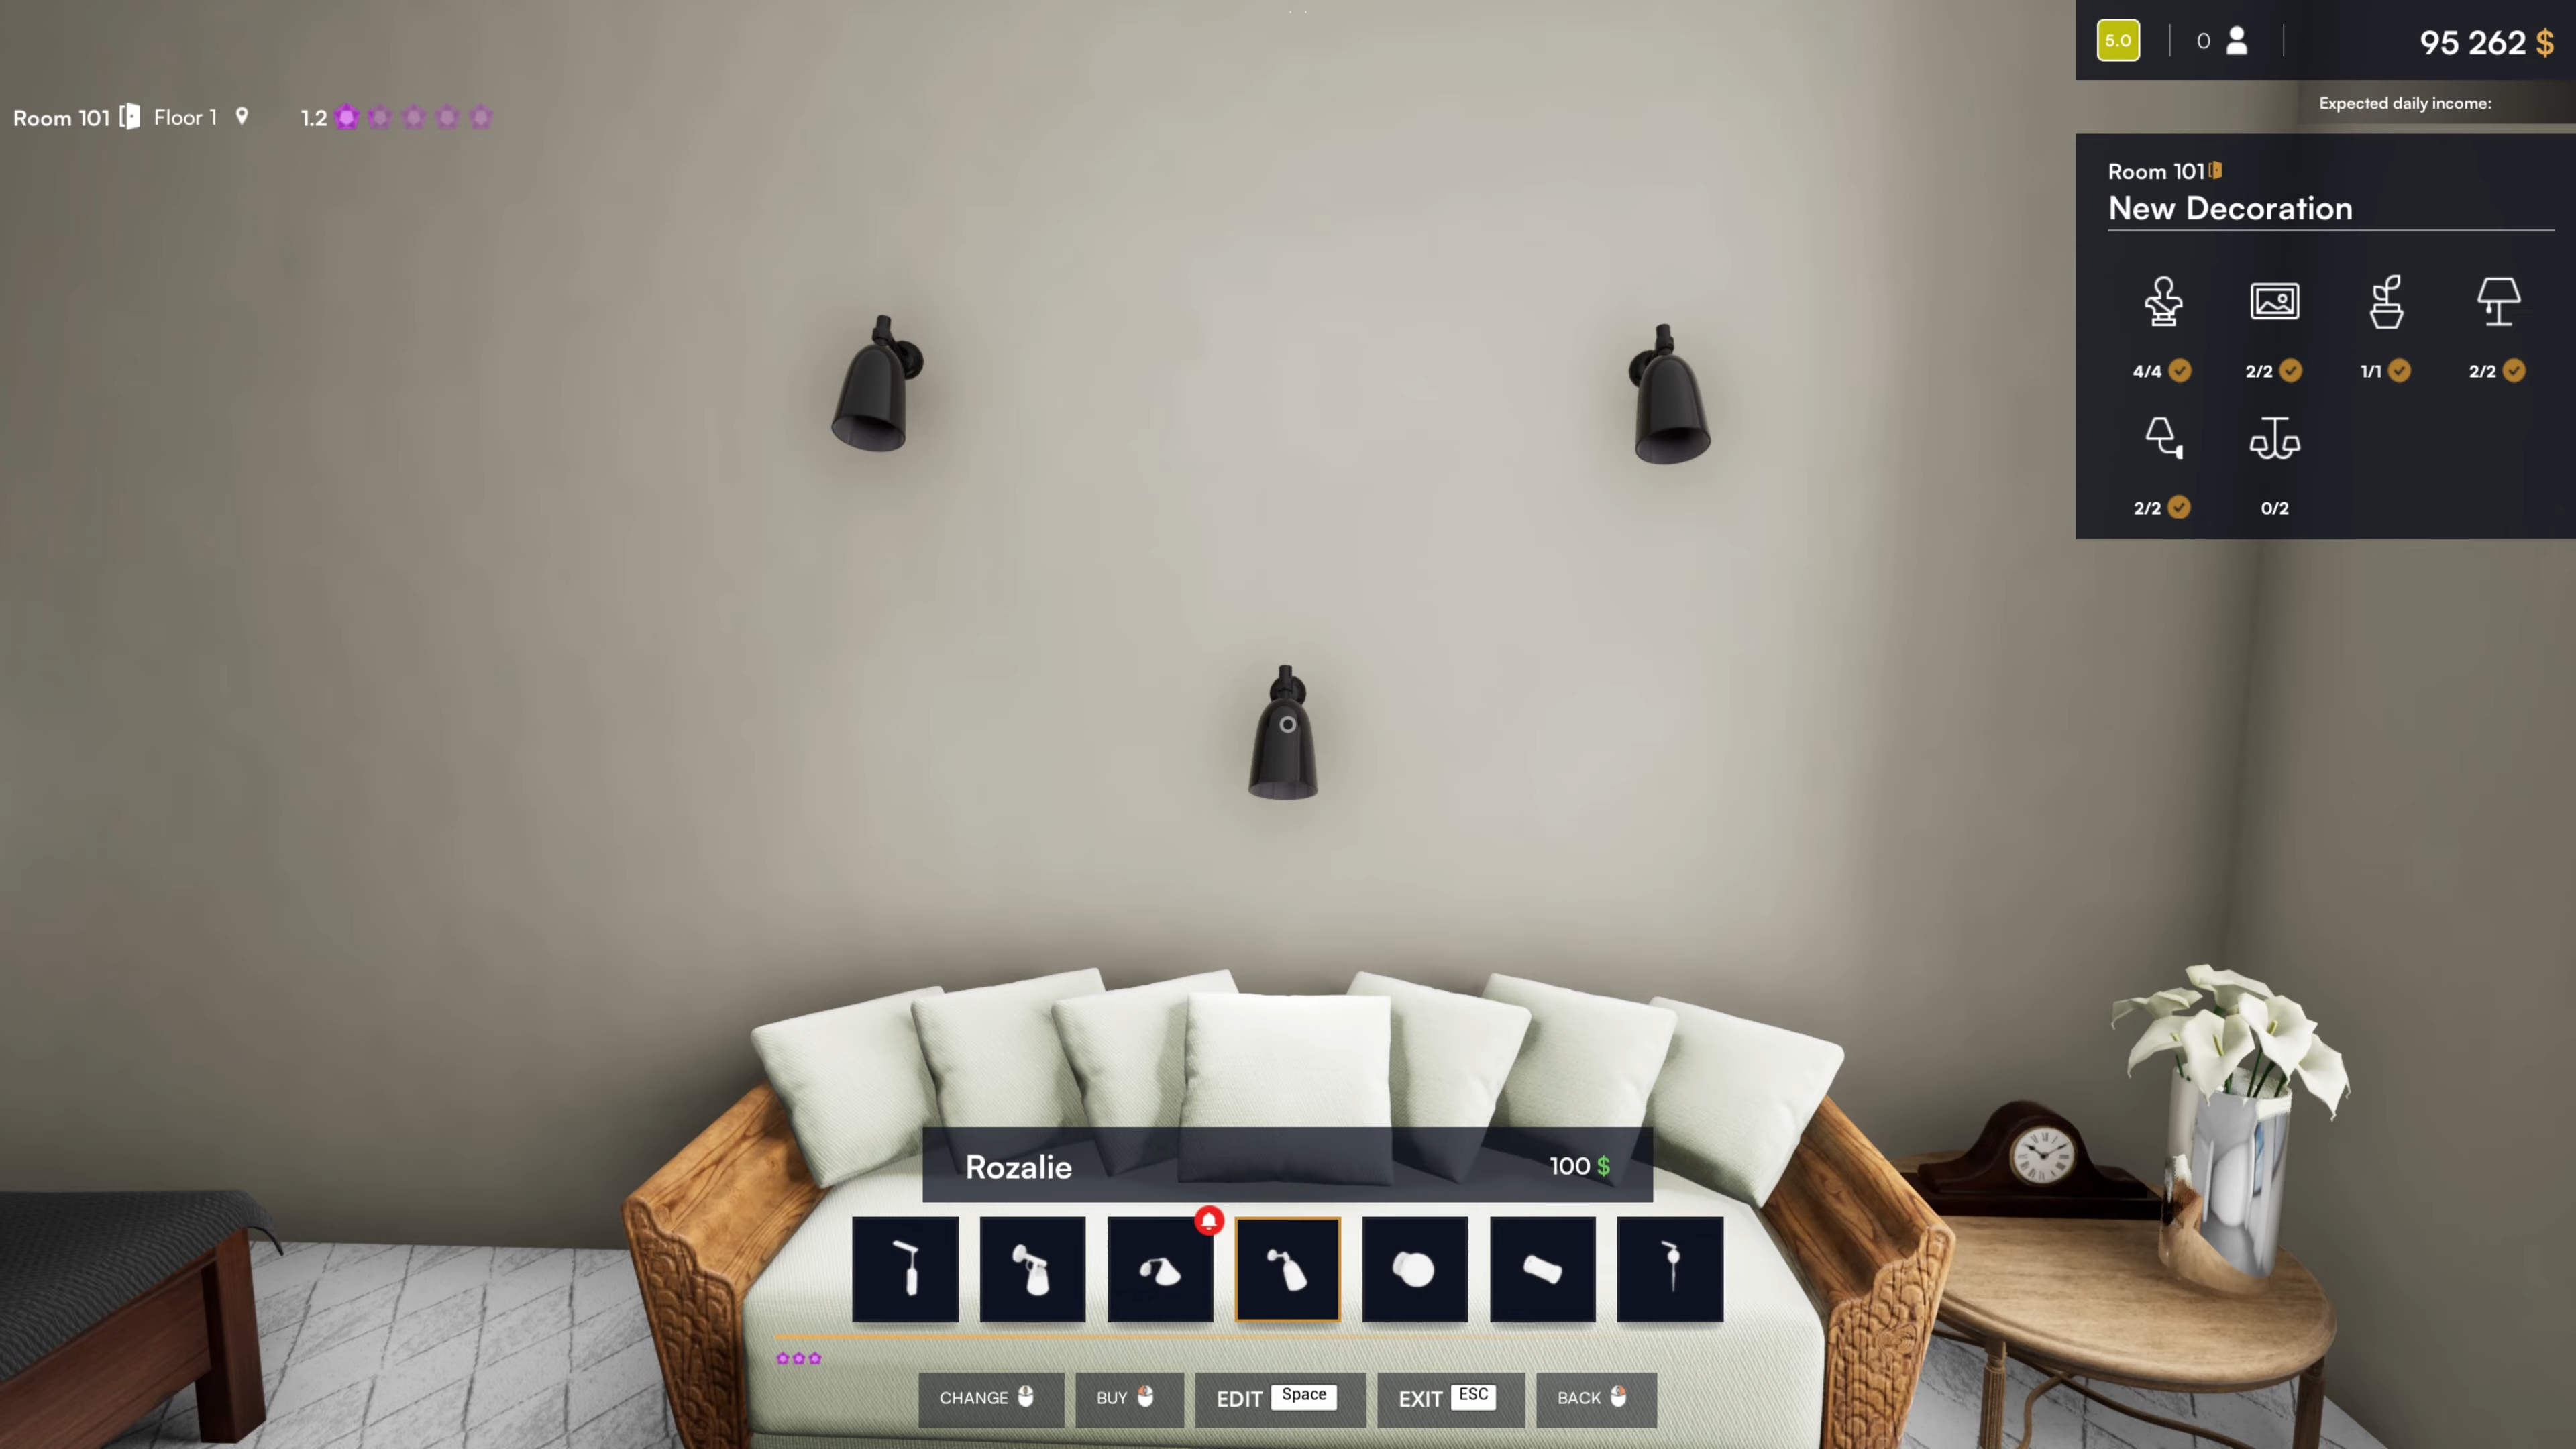 5.0
0
95 262 $
Room 101 Floor 1 1.2
Expected daily income:
Room 101
New Decoration
4/4 2/2 1/1 2/2
2/2 0/2
Rozalie 100 $
CHANGE BUY EDIT Space EXIT ESC BACK